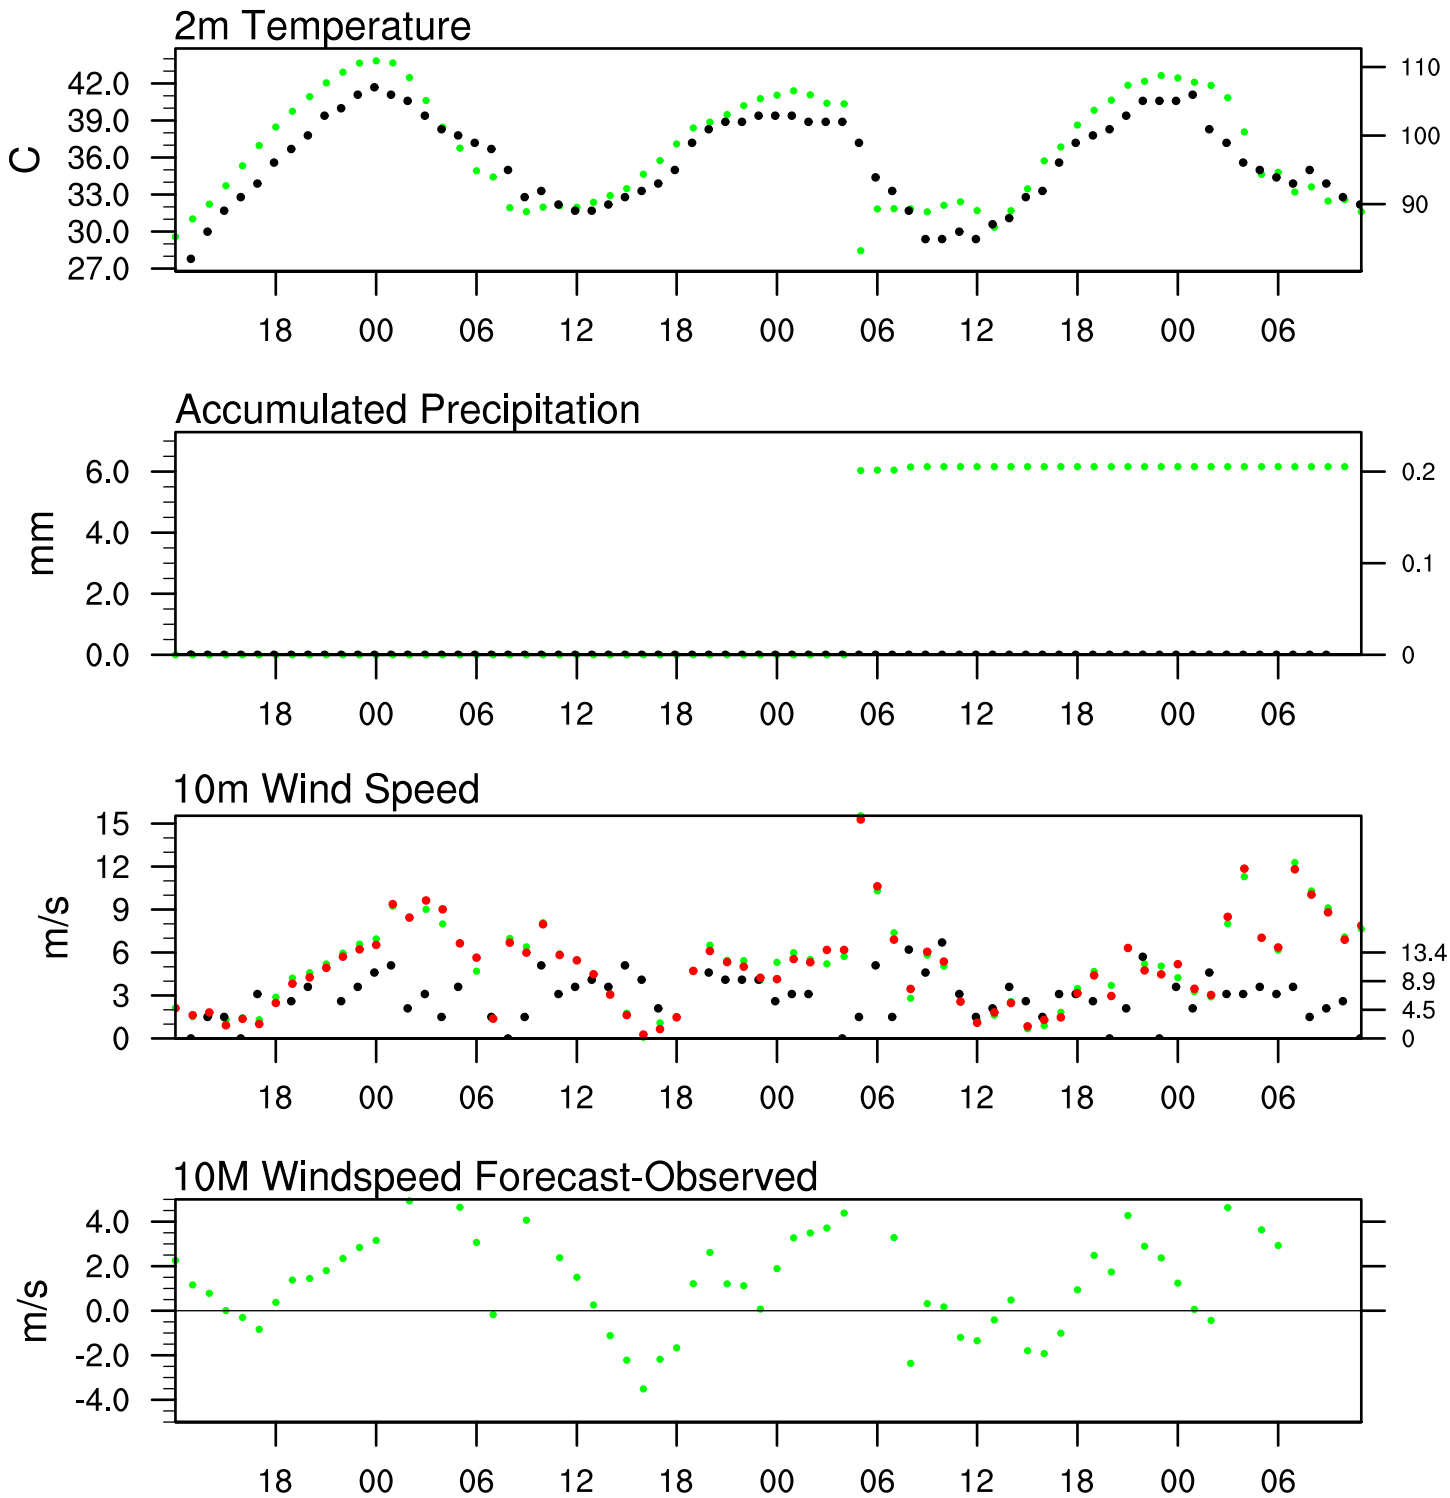 2m Temperature
C
42.0
39.0
36.0
33.0
30.0
27.0
110
100
90
18 00 06 12 18 00 06 12 18 00 06
Accumulated Precipitation
mm
6.0
4.0
2.0
0.0
0.2
0.1
0
18 00 06 12 18 00 06 12 18 00 06
10m Wind Speed
m/s
15
12
9
6
3
0
13.4
8.9
4.5
0
18 00 06 12 18 00 06 12 18 00 06
10M Windspeed Forecast-Observed
m/s
4.0
2.0
0.0
-2.0
-4.0
18 00 06 12 18 00 06 12 18 00 06